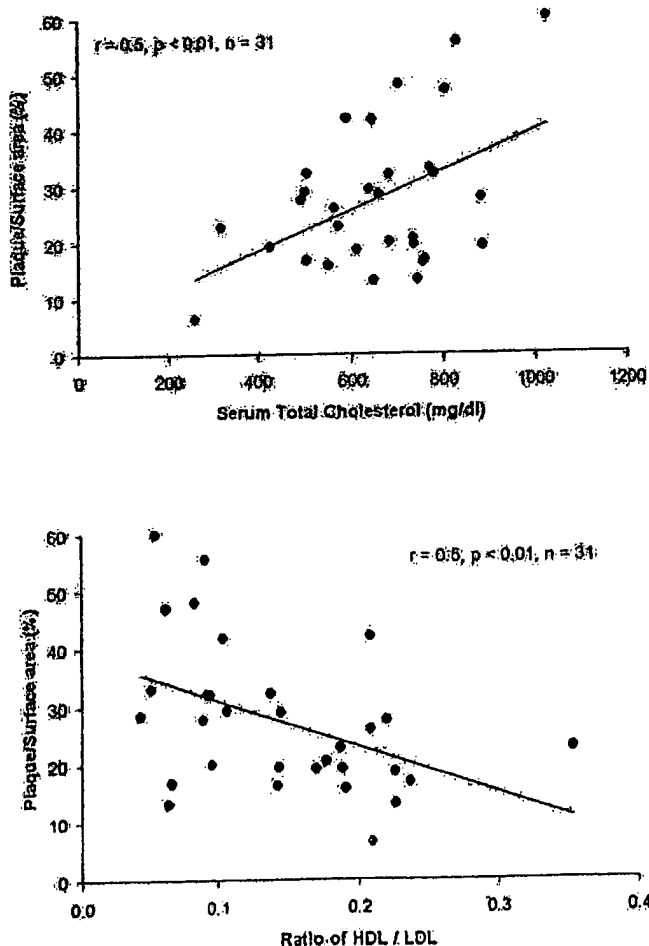 60
r = 0.5, p < 0.01, n = 31
50
40
30
20
10
0
Plaque/Surface area (%)
0 200 400 600 800 1000 1200
Serum Total Cholesterol (mg/dl)
60
r = 0.6, p < 0.01, n = 31
50
40
30
20
10
0
Plaque/Surface area (%)
0.0 0.1 0.2 0.3 0.4
Ratio of HDL / LDL